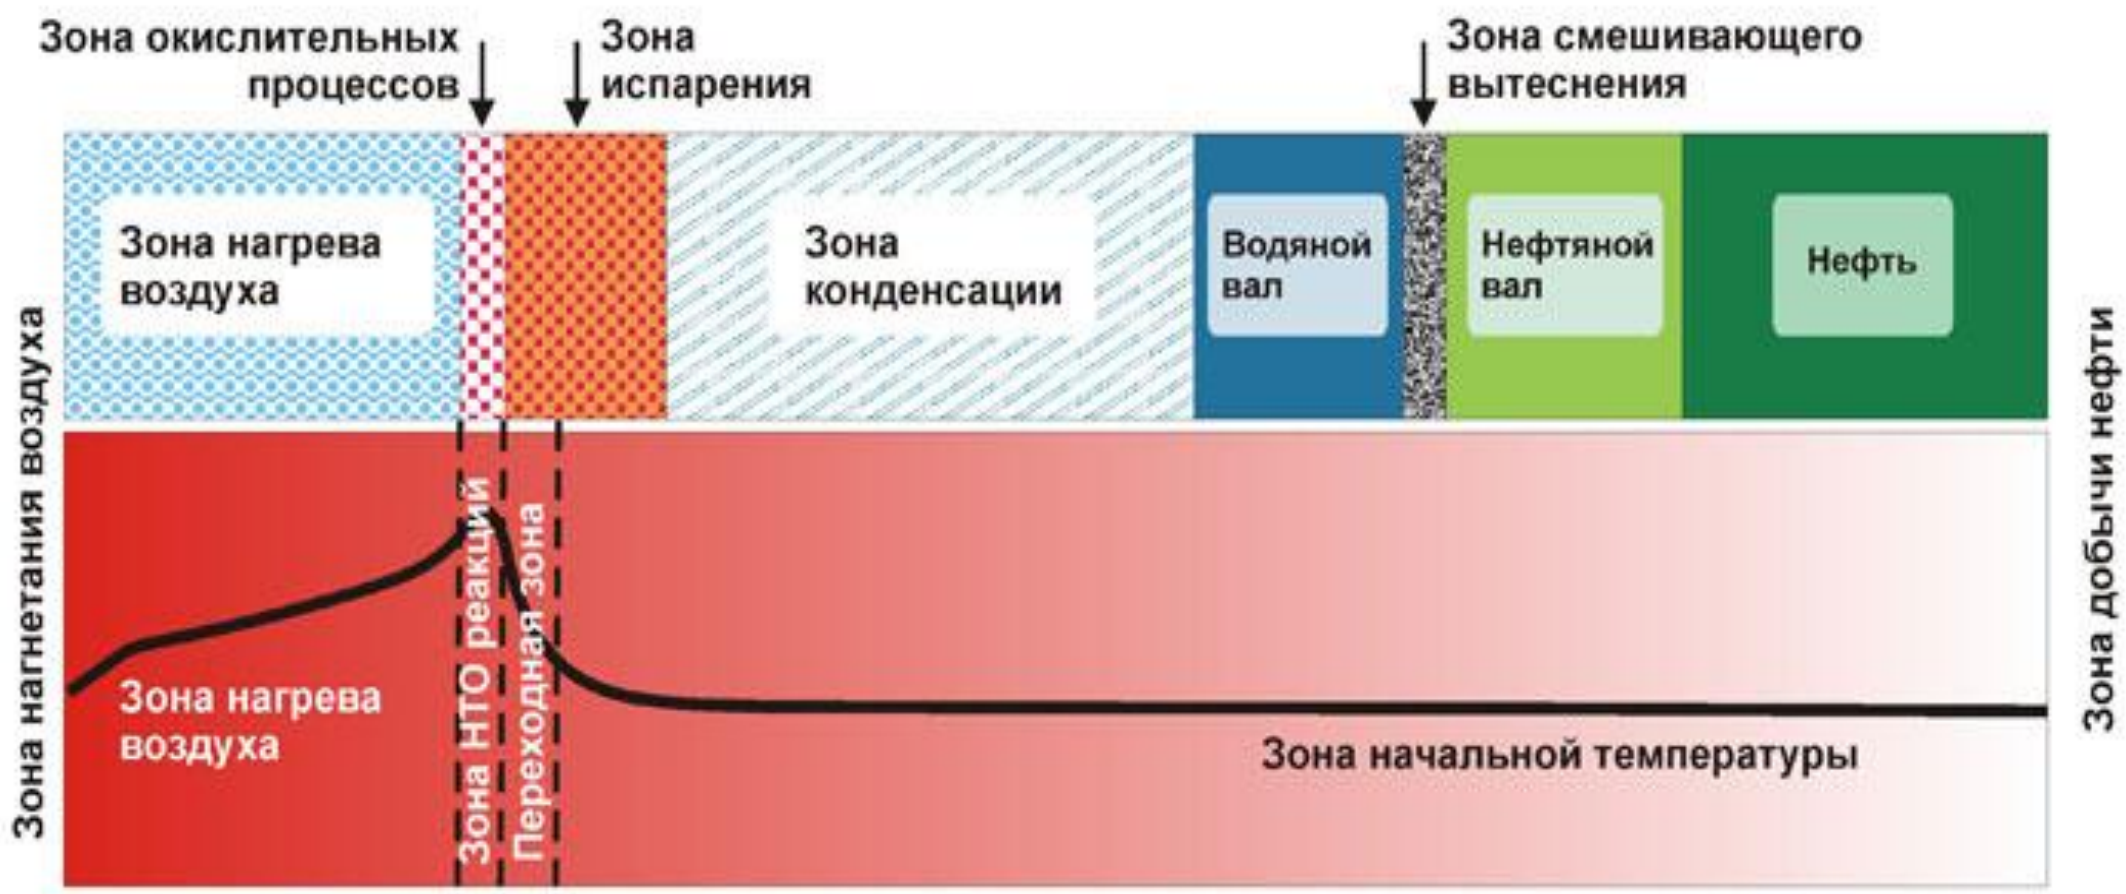 Зона окислительных
процессов
Зона
испарения
Зона смешивающего
вытеснения
Зона нагрева
воздуха
Зона
конденсации
Водяной
вал
Нефтяной
вал
Нефть
Зона нагнетания воздуха
Зона добычи нефти
Зона нагрева
воздуха
Зона НТО реакций
Переходная зона
Зона начальной температуры